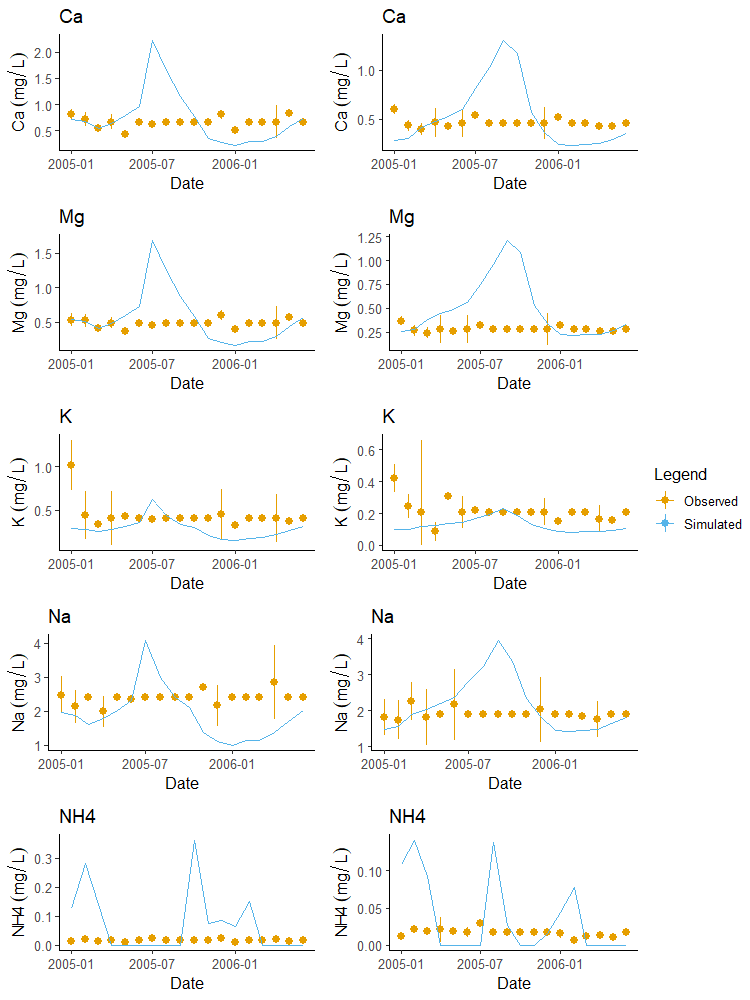 Ca
Ca (mg/L)
2.0
1.5
1.0
0.5
2005-01 2005-07 2006-01
Date
Ca
Ca (mg/L)
1.0
0.5
2005-01 2005-07 2006-01
Date
Mg
Mg (mg/L)
1.5
1.0
0.5
2005-01 2005-07 2006-01
Date
Mg
Mg (mg/L)
1.25
1.00
0.75
0.50
0.25
2005-01 2005-07 2006-01
Date
K
K (mg/L)
1.0
0.5
2005-01 2005-07 2006-01
Date
K
K (mg/L)
0.6
0.4
0.2
0.0
2005-01 2005-07 2006-01
Date
Legend
Observed
Simulated
Na
Na (mg/L)
4
3
2
1
2005-01 2005-07 2006-01
Date
Na
Na (mg/L)
4
3
2
1
2005-01 2005-07 2006-01
Date
NH4
NH4 (mg/L)
0.3
0.2
0.1
0.0
2005-01 2005-07 2006-01
Date
NH4
NH4 (mg/L)
0.10
0.05
0.00
2005-01 2005-07 2006-01
Date